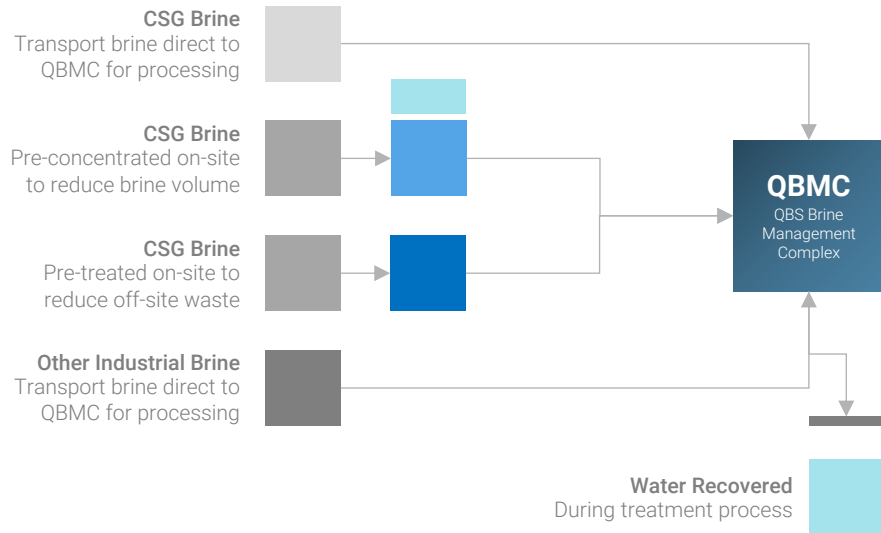 CSG Brine
Transport brine direct to
QBMC for processing
CSG Brine
Pre-concentrated on-site
to reduce brine volume
QBMC
QBS Brine
Management
Complex
CSG Brine
Pre-treated on-site to
reduce off-site waste
Other Industrial Brine
Transport brine direct to
QBMC for processing
Water Recovered
During treatment process